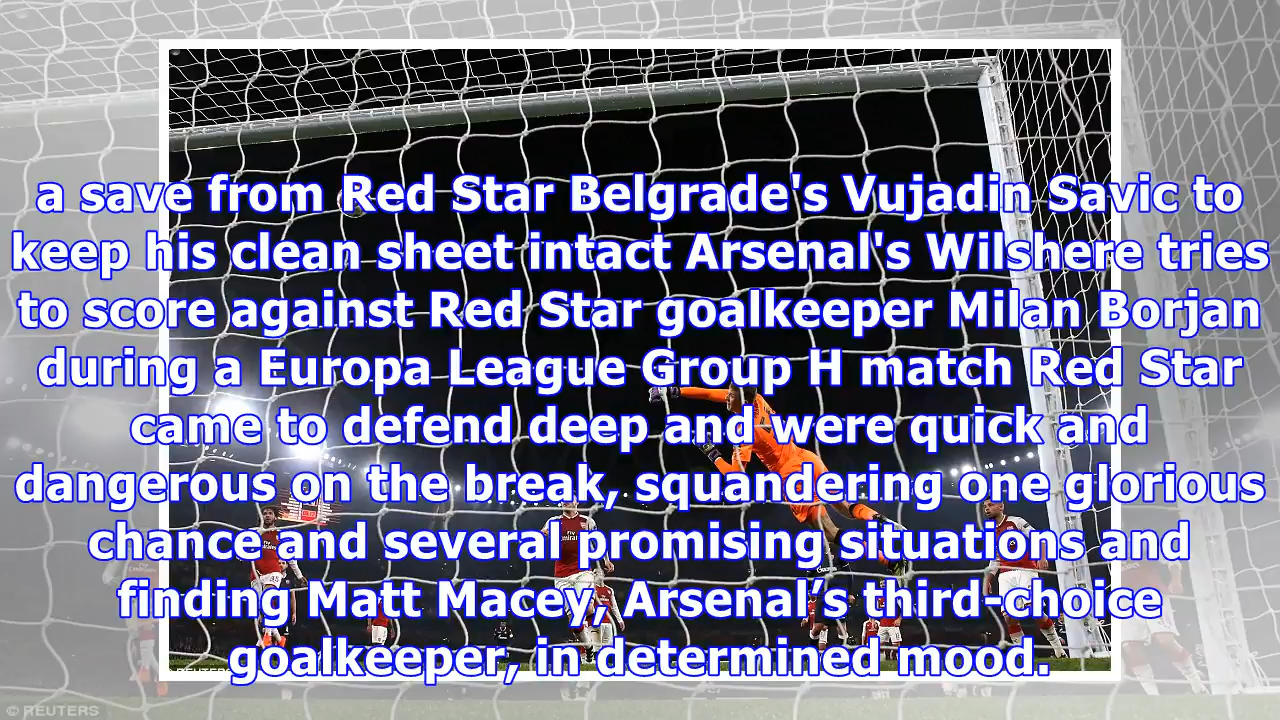 a save from Red Star Belgrade's Vujadin Savic to
keep his clean sheet intact Arsenal's Wilshere tries
to score against Red Star goalkeeper Milan Borjan
during a Europa League Group H match Red Star
came to defend deep and were quick and
dangerous on the break, squandering one glorious
chance and several promising situations and
finding Matt Macey, Arsenal’s third-choice
goalkeeper, in determined mood.
© REUTERS